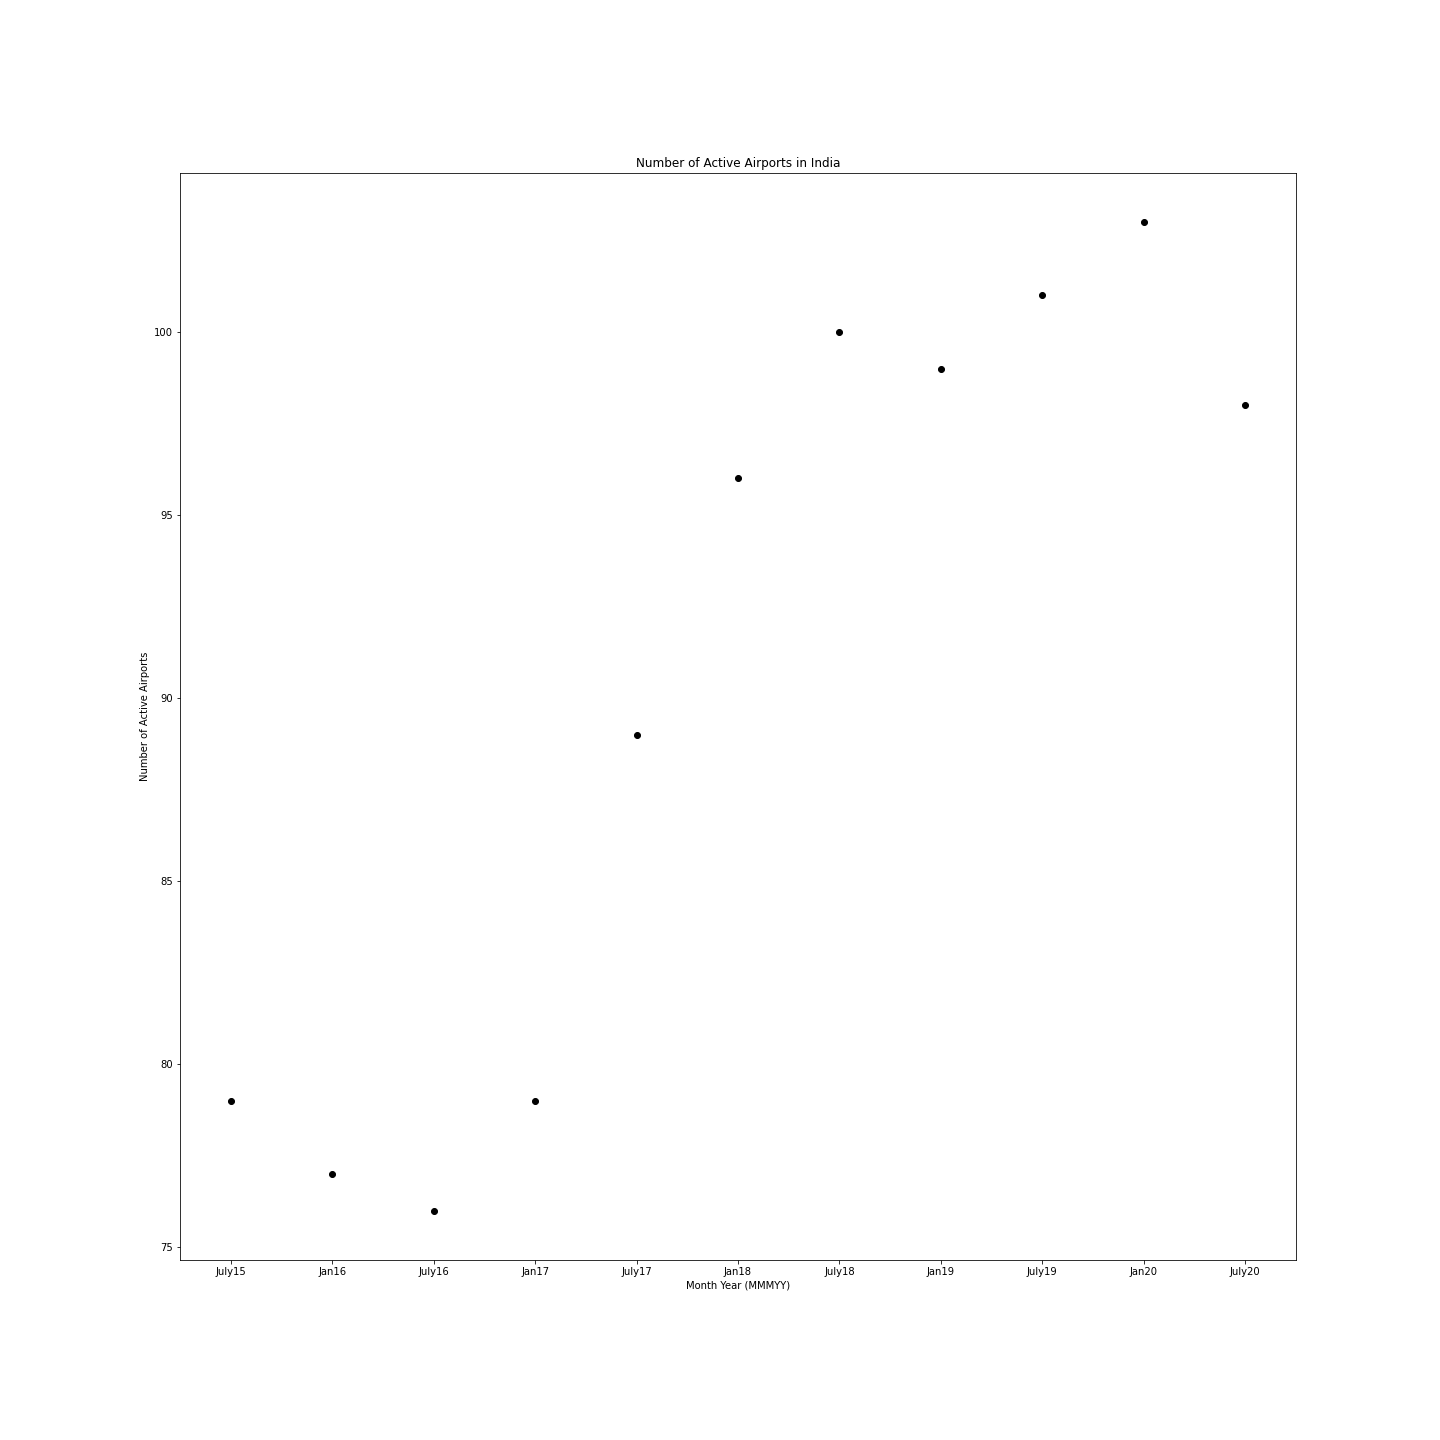 Number of Active Airports in India
Number of Active Airports
100
95
90
85
80
75
July15 Jan16 July16 Jan17 July17 Jan18 July18 Jan19 July19 Jan20 July20
Month Year (MMMYY)